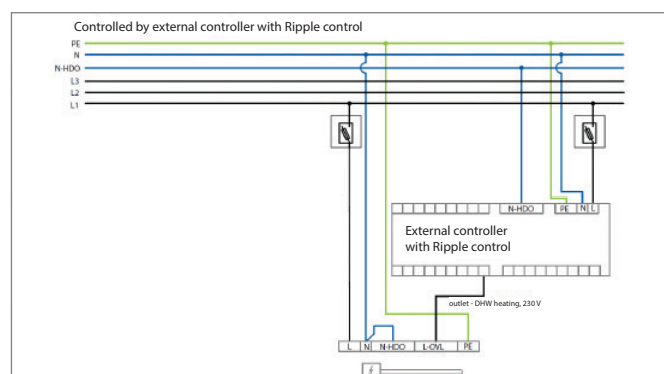 Controlled by external controller with Ripple control
PE
N
N-HDO
L3
L2
L1
N-HDO PE N L
External controller
with Ripple control
outlet - DHW heating, 230 V
L N N-HDO L-OVL PE